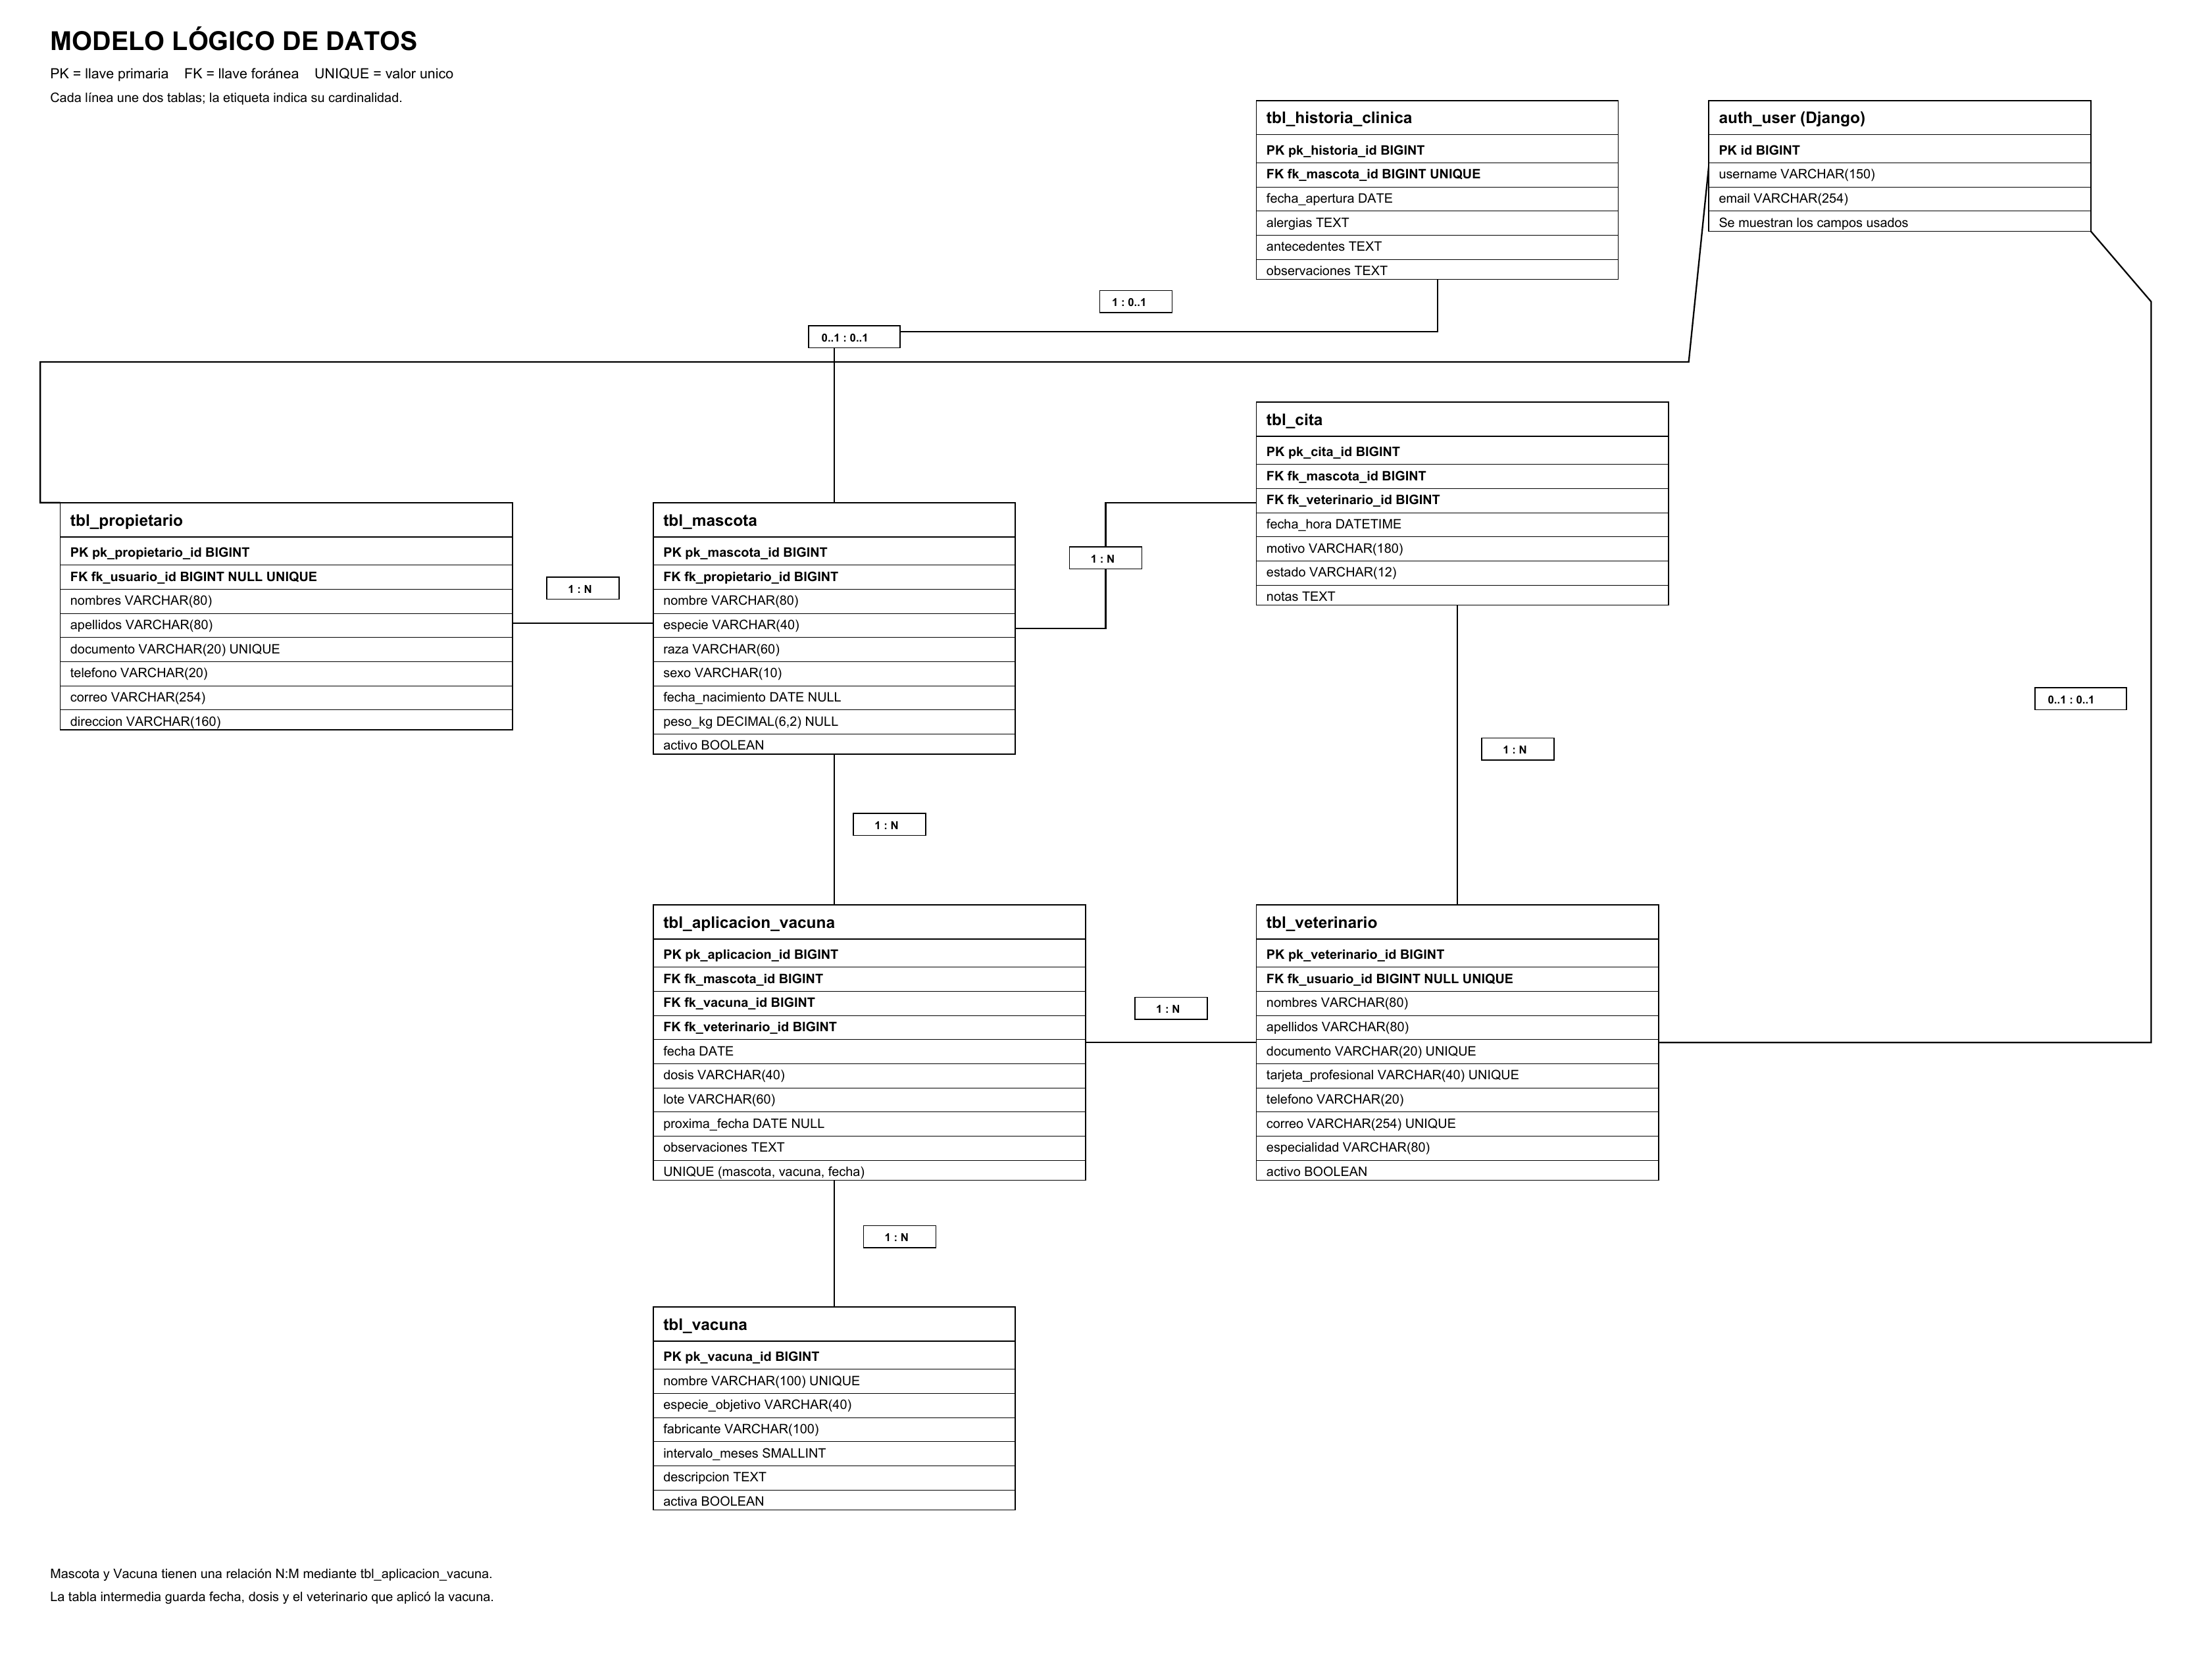 MODELO LÓGICO DE DATOS
PK = llave primaria    FK = llave foránea    UNIQUE = valor unico
Cada línea une dos tablas; la etiqueta indica su cardinalidad.
tbl_historia_clinica
PK pk_historia_id BIGINT
FK fk_mascota_id BIGINT UNIQUE
fecha_apertura DATE
alergias TEXT
antecedentes TEXT
observaciones TEXT
auth_user (Django)
PK id BIGINT
username VARCHAR(150)
email VARCHAR(254)
Se muestran los campos usados
1 : 0..1
0..1 : 0..1
tbl_cita
PK pk_cita_id BIGINT
FK fk_mascota_id BIGINT
FK fk_veterinario_id BIGINT
fecha_hora DATETIME
motivo VARCHAR(180)
estado VARCHAR(12)
notas TEXT
tbl_propietario
PK pk_propietario_id BIGINT
FK fk_usuario_id BIGINT NULL UNIQUE
nombres VARCHAR(80)
apellidos VARCHAR(80)
documento VARCHAR(20) UNIQUE
telefono VARCHAR(20)
correo VARCHAR(254)
direccion VARCHAR(160)
1 : N
tbl_mascota
PK pk_mascota_id BIGINT
FK fk_propietario_id BIGINT
nombre VARCHAR(80)
especie VARCHAR(40)
raza VARCHAR(60)
sexo VARCHAR(10)
fecha_nacimiento DATE NULL
peso_kg DECIMAL(6,2) NULL
activo BOOLEAN
1 : N
0..1 : 0..1
1 : N
1 : N
tbl_aplicacion_vacuna
PK pk_aplicacion_id BIGINT
FK fk_mascota_id BIGINT
FK fk_vacuna_id BIGINT
FK fk_veterinario_id BIGINT
fecha DATE
dosis VARCHAR(40)
lote VARCHAR(60)
proxima_fecha DATE NULL
observaciones TEXT
UNIQUE (mascota, vacuna, fecha)
1 : N
tbl_veterinario
PK pk_veterinario_id BIGINT
FK fk_usuario_id BIGINT NULL UNIQUE
nombres VARCHAR(80)
apellidos VARCHAR(80)
documento VARCHAR(20) UNIQUE
tarjeta_profesional VARCHAR(40) UNIQUE
telefono VARCHAR(20)
correo VARCHAR(254) UNIQUE
especialidad VARCHAR(80)
activo BOOLEAN
1 : N
tbl_vacuna
PK pk_vacuna_id BIGINT
nombre VARCHAR(100) UNIQUE
especie_objetivo VARCHAR(40)
fabricante VARCHAR(100)
intervalo_meses SMALLINT
descripcion TEXT
activa BOOLEAN
Mascota y Vacuna tienen una relación N:M mediante tbl_aplicacion_vacuna.
La tabla intermedia guarda fecha, dosis y el veterinario que aplicó la vacuna.